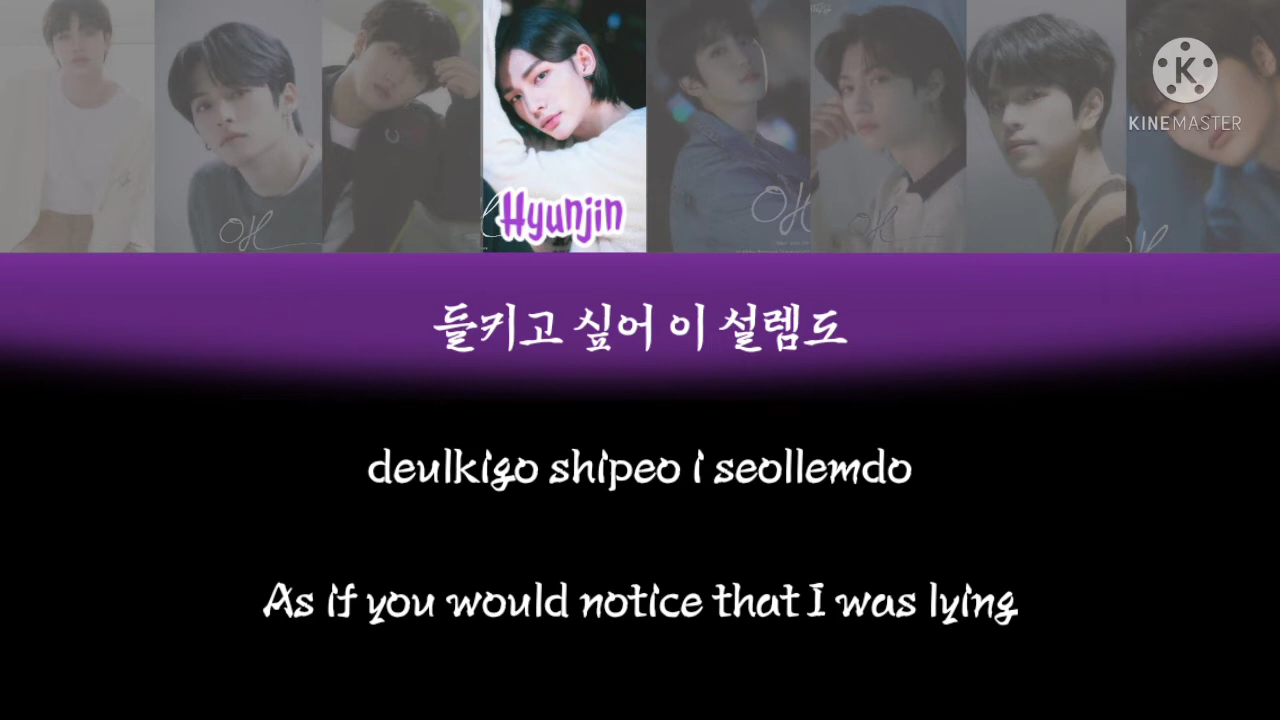 KINEMASTER
Hyunjin
들키고 싶어 이 설렘도
deulkigo shipeo i seollemdo
As if you would notice that I was lying